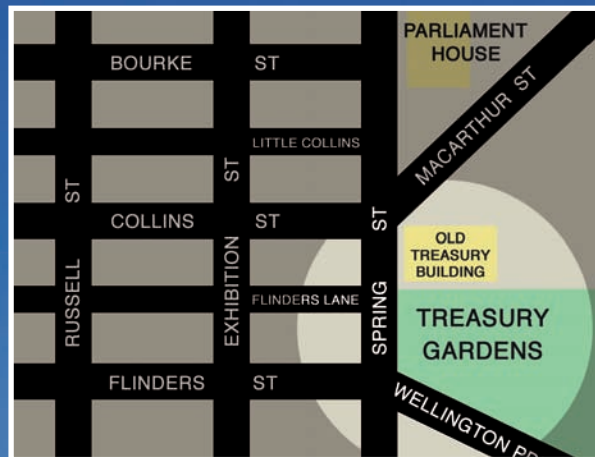 PARLIAMENT
HOUSE
BOURKE ST
MACARTHUR ST
LITTLE COLLINS
COLLINS ST
RUSSELL ST
EXHIBITION ST
SPRING ST
OLD
TREASURY
BUILDING
FLINDERS LANE
TREASURY
GARDENS
FLINDERS ST
WELLINGTON